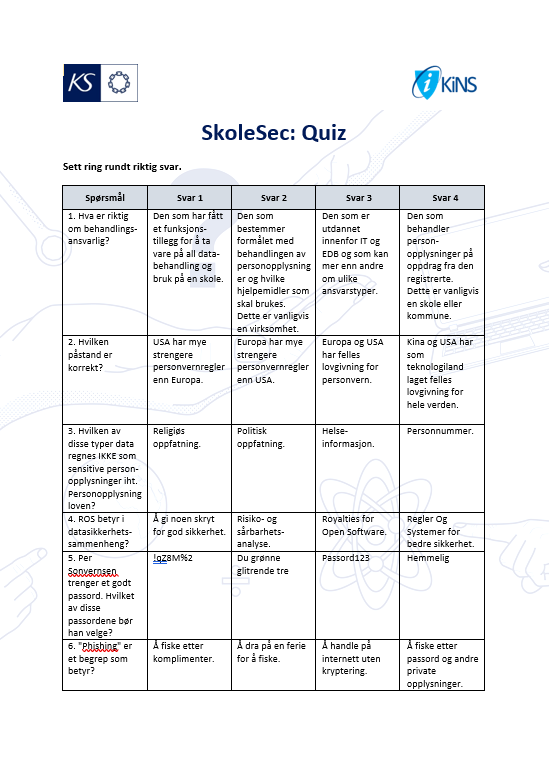 KS
KiNS
SkoleSec: Quiz
Sett ring rundt riktig svar.
Spørsmål
Svar 1
Svar 2
Svar 3
Svar 4
1. Hva er riktig
om behandlings-
ansvarlig?
Den som har fått
et funksjons-
tillegg for å ta
vare på all data-
behandling og
bruk på en skole.
Den som
bestemmer
formålet med
behandlingen av
personopplysning
er og hvilke
hjelpemidler som
skal brukes.
Dette er vanligvis
en virksomhet.
Den som er
utdannet
innenfor IT og
EDB og som kan
mer enn andre
om ulike
ansvarstyper.
Den som
behandler
person-
opplysninger på
oppdrag fra den
registrerte.
Dette er vanligvis
en skole eller
kommune.
2. Hvilken
påstand er
korrekt?
USA har mye
strengere
personvernregler
enn Europa.
Europa har mye
strengere
personvernregler
enn USA.
Europa og USA
har felles
lovgivning for
personvern.
Kina og USA har
som
teknologiland
laget felles
lovgivning for
hele verden.
3. Hvilken av
disse typer data
regnes IKKE som
sensitive person-
opplysninger iht.
Personopplysning
loven?
Religiøs
oppfatning.
Politisk
oppfatning.
Helse-
informasjon.
Personnummer.
4. ROS betyr i
datasikkerhets-
sammenheng?
Å gi noen skryt
for god sikkerhet.
Risiko- og
sårbarhets-
analyse.
Royalties for
Open Software.
Regler Og
Systemer for
bedre sikkerhet.
5. Per
Sonvernsen
trenger et godt
passord. Hvilket
av disse
passordene bør
han velge?
!qZ8M%2
Du grønne
glitrende tre
Passord123
Hemmelig
6. "Phishing" er
et begrep som
betyr?
Å fiske etter
komplimenter.
Å dra på en ferie
for å fiske.
Å handle på
internett uten
kryptering.
Å fiske etter
passord og andre
private
opplysninger.